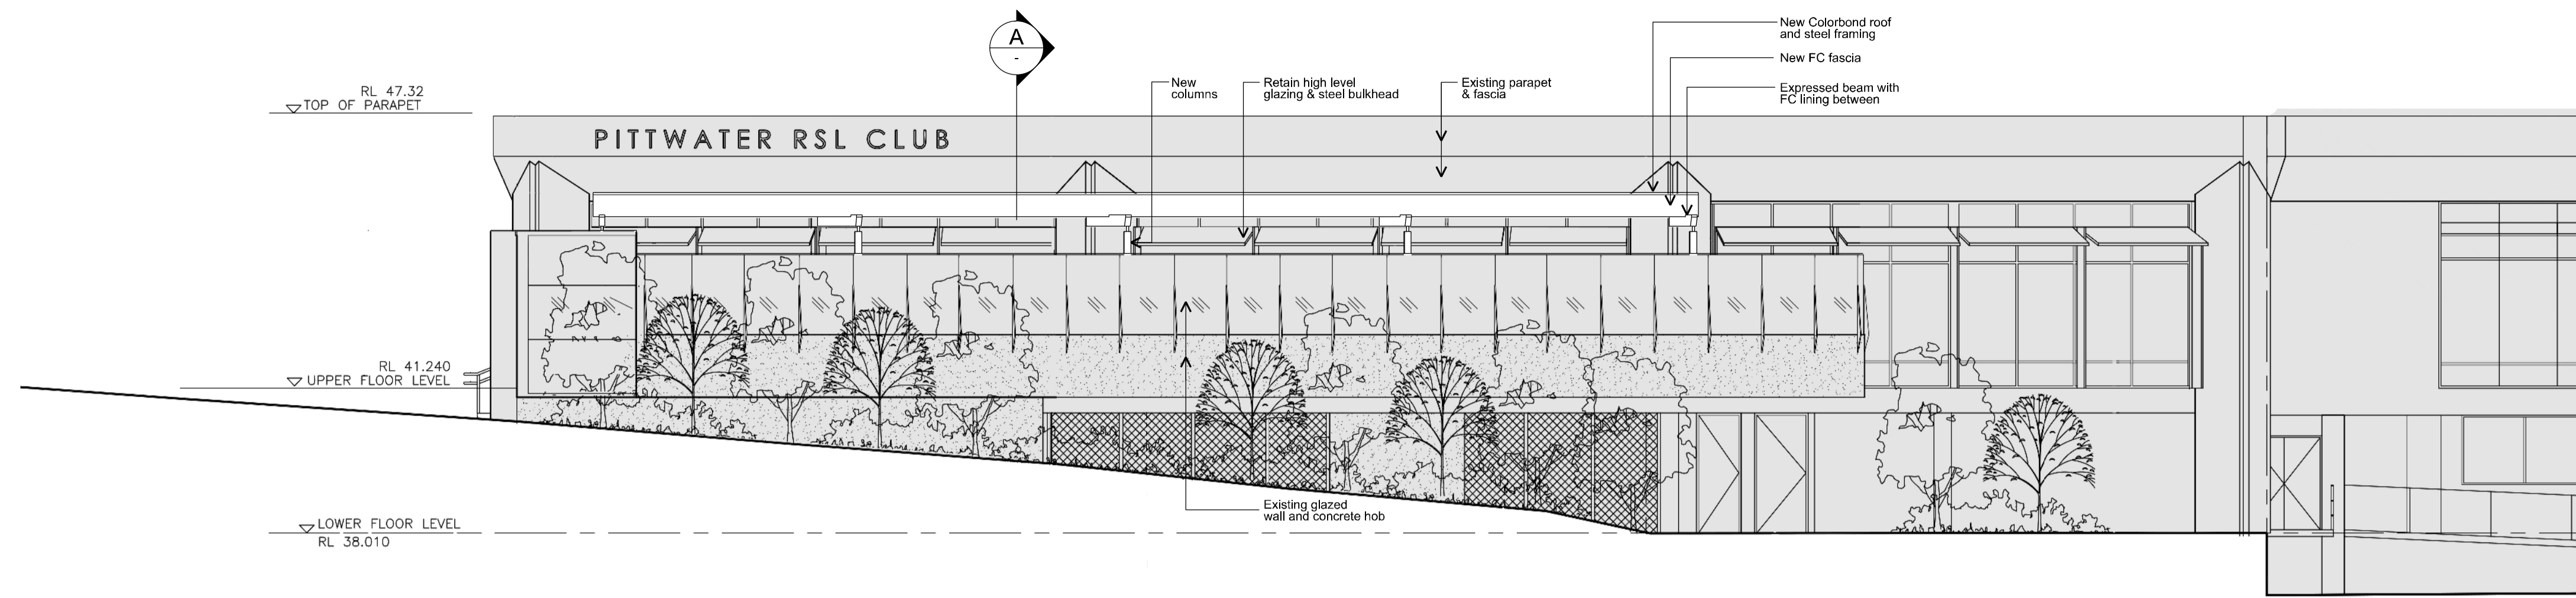 A
-
New Colorbond roof
and steel framing
New FC fascia
Expressed beam with
FC lining between
New
columns
Retain high level
glazing & steel bulkhead
Existing parapet
& fascia
RL 47.32
TOP OF PARAPET
PITTWATER RSL CLUB
RL 41.240
UPPER FLOOR LEVEL
Existing glazed
wall and concrete hob
LOWER FLOOR LEVEL
RL 38.010